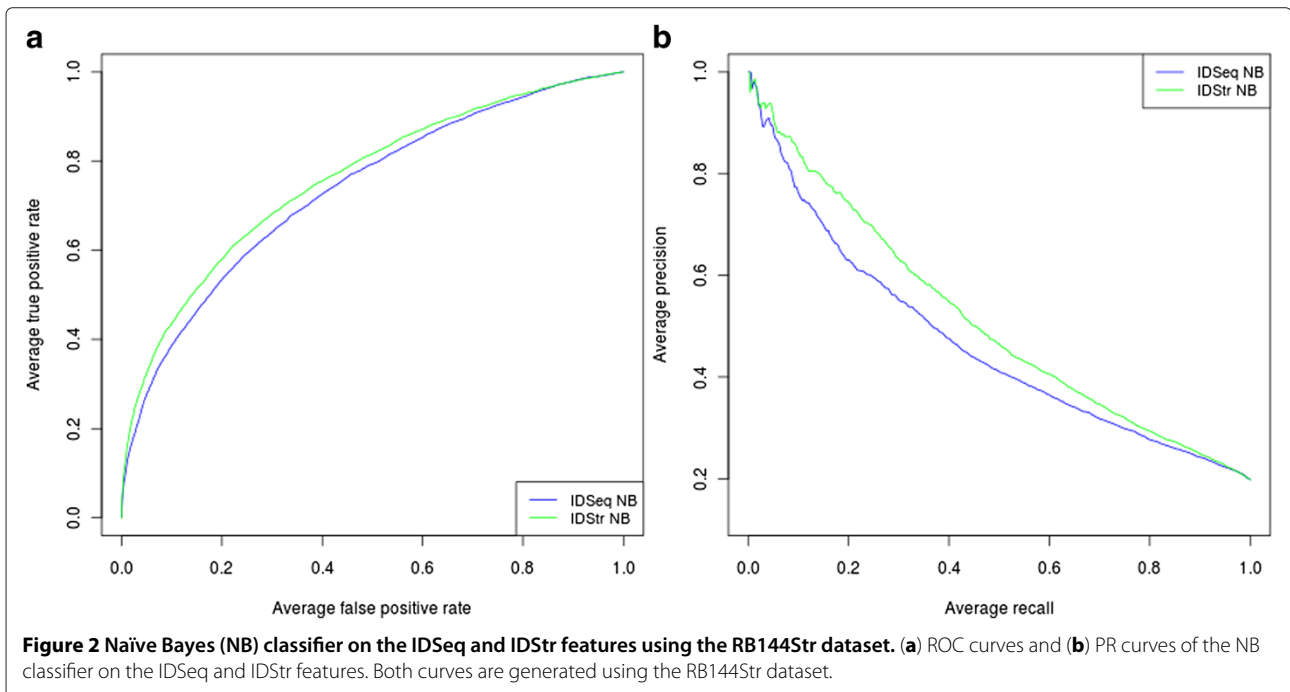 a
1.0
0.8
0.6
0.4
0.2
0.0
Average true positive rate
IDSeq NB
IDStr NB
0.0 0.2 0.4 0.6 0.8 1.0
Average false positive rate
b
IDSeq NB
IDStr NB
1.0
0.8
0.6
0.4
0.2
Average precision
0.0 0.2 0.4 0.6 0.8 1.0
Average recall
Figure 2 Naïve Bayes (NB) classifier on the IDSeq and IDStr features using the RB144Str dataset. (a) ROC curves and (b) PR curves of the NB
classifier on the IDSeq and IDStr features. Both curves are generated using the RB144Str dataset.